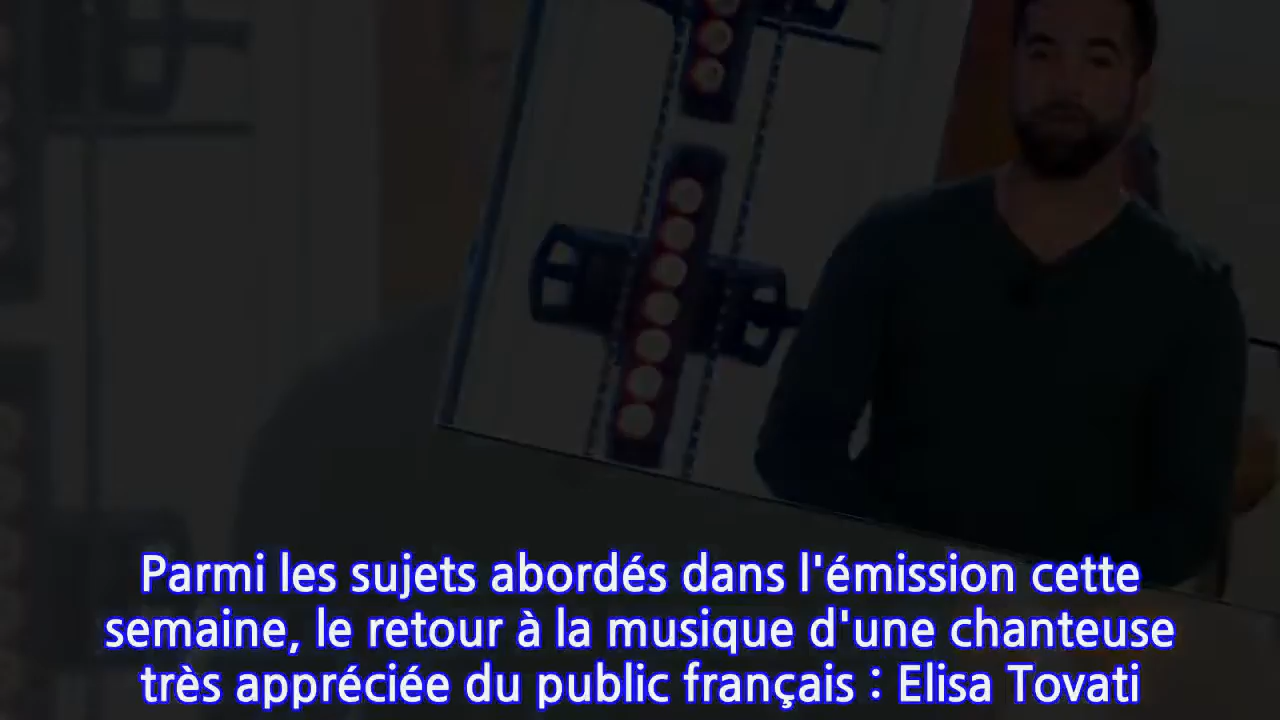 Parmi les sujets abordés dans l'émission cette
semaine, le retour à la musique d'une chanteuse
très appréciée du public français : Elisa Tovati